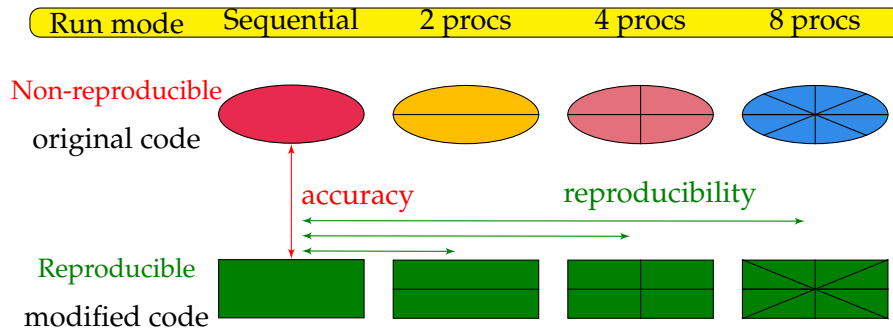 Run mode Sequential 2 procs 4 procs 8 procs
Non-reproducible
original code
accuracy
reproducibility
Reproducible
modified code